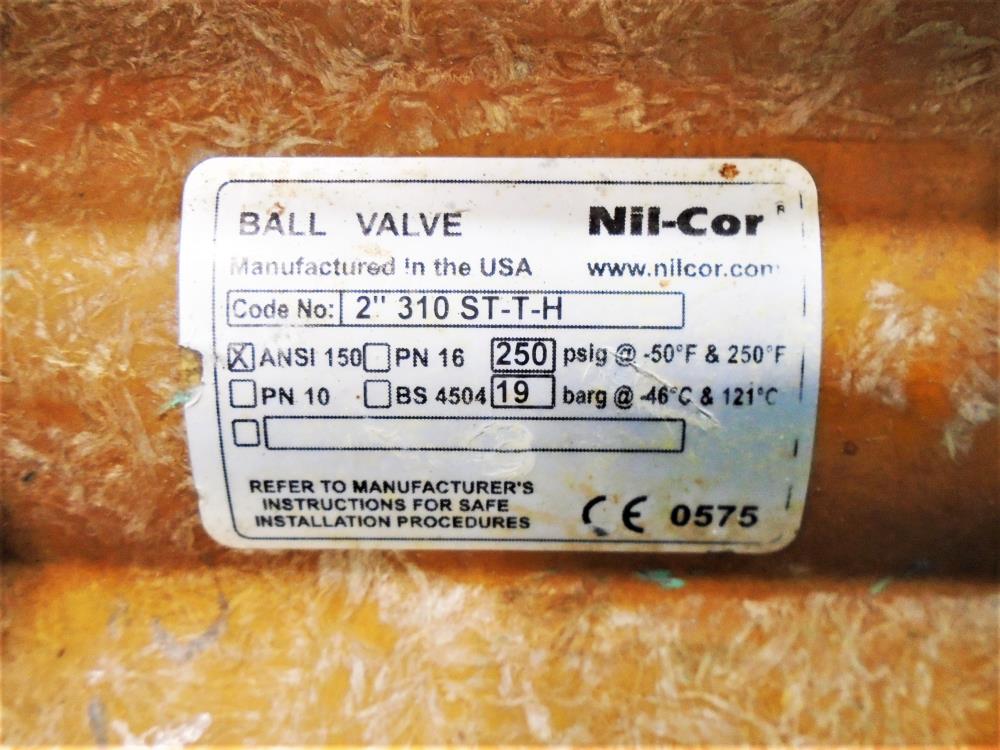 BALL VALVE Nil-Cor ®
Manufactured In the USA www.nilcor.com
Code No: 2" 310 ST-T-H
X ANSI 150 PN 16 250 psig @ -50°F & 250°F
PN 10 BS 4504 19 barg @ -46°C & 121°C
REFER TO MANUFACTURER'S
INSTRUCTIONS FOR SAFE
INSTALLATION PROCEDURES
CE 0575